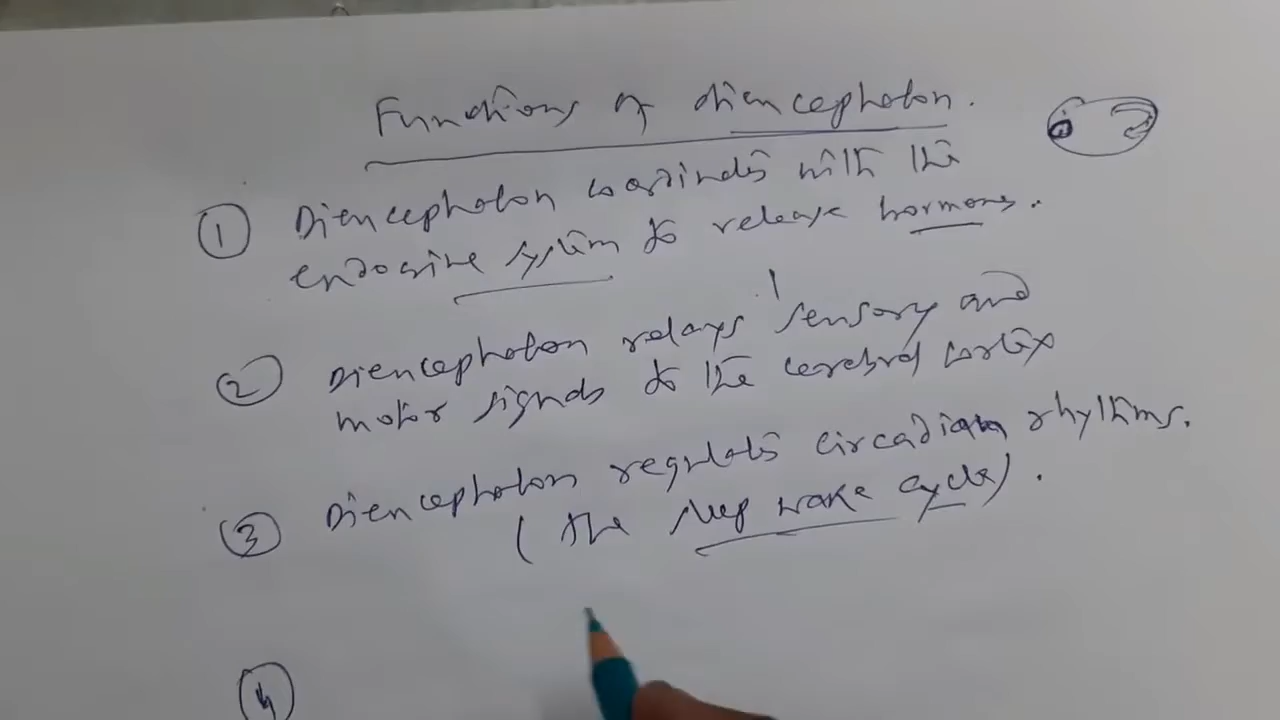 Functions of diencephalon.
① Diencephalon coordinates with the
endocrine system to release hormones.
② Diencephalon relays sensory and
motor signals to the cerebral cortex
③ Diencephalon regulates circadian rhythms.
(the sleep wake cycle).
④